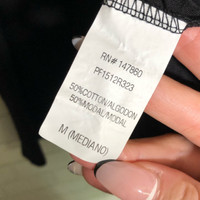 RN# 147860
PF1512R323
50%COTTON/ALGODON
50%MODAL/MODAL
M (MEDIANO)